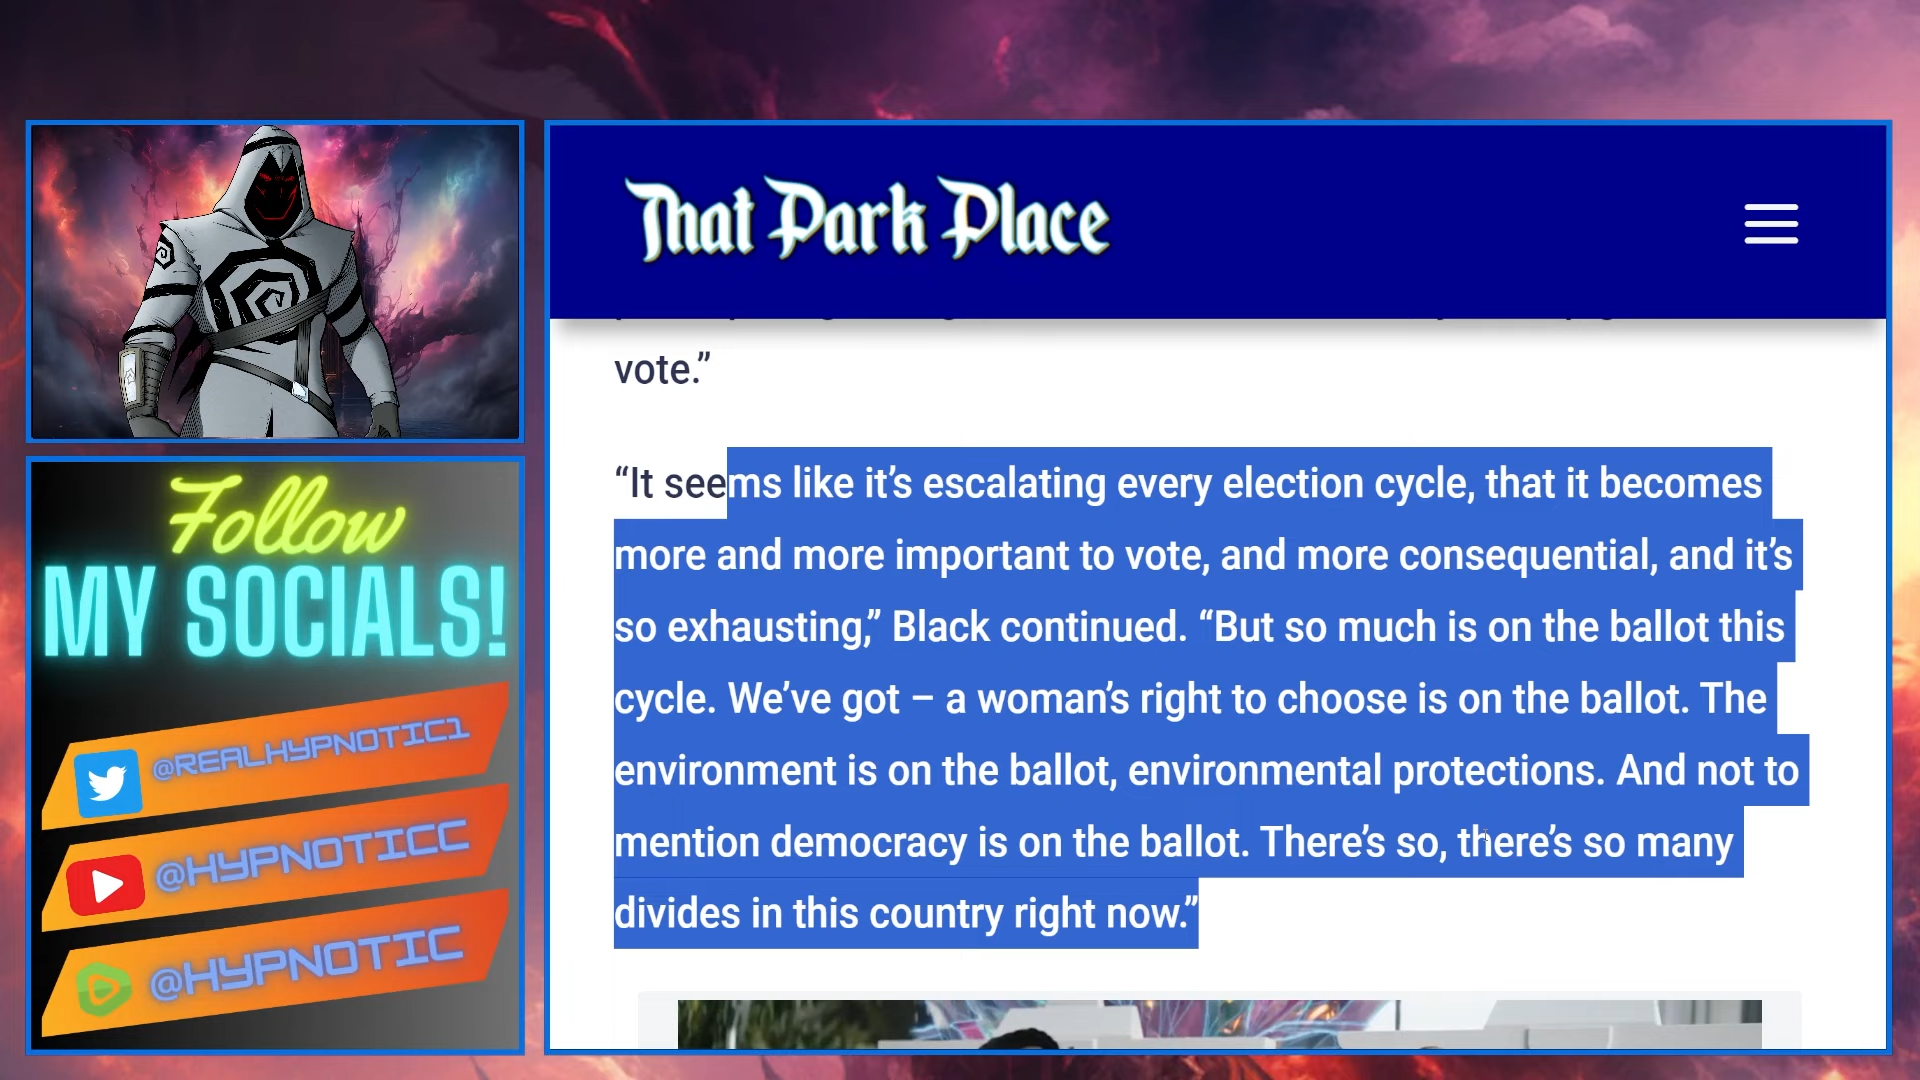 Follow
MY SOCIALS!
@REALHYPNOTIC1
@HYPNOTICC
@HYPNOTIC
That Park Place
vote.”
“It seems like it’s escalating every election cycle, that it becomes
more and more important to vote, and more consequential, and it’s
so exhausting,” Black continued. “But so much is on the ballot this
cycle. We’ve got – a woman’s right to choose is on the ballot. The
environment is on the ballot, environmental protections. And not to
mention democracy is on the ballot. There’s so, there’s so many
divides in this country right now.”